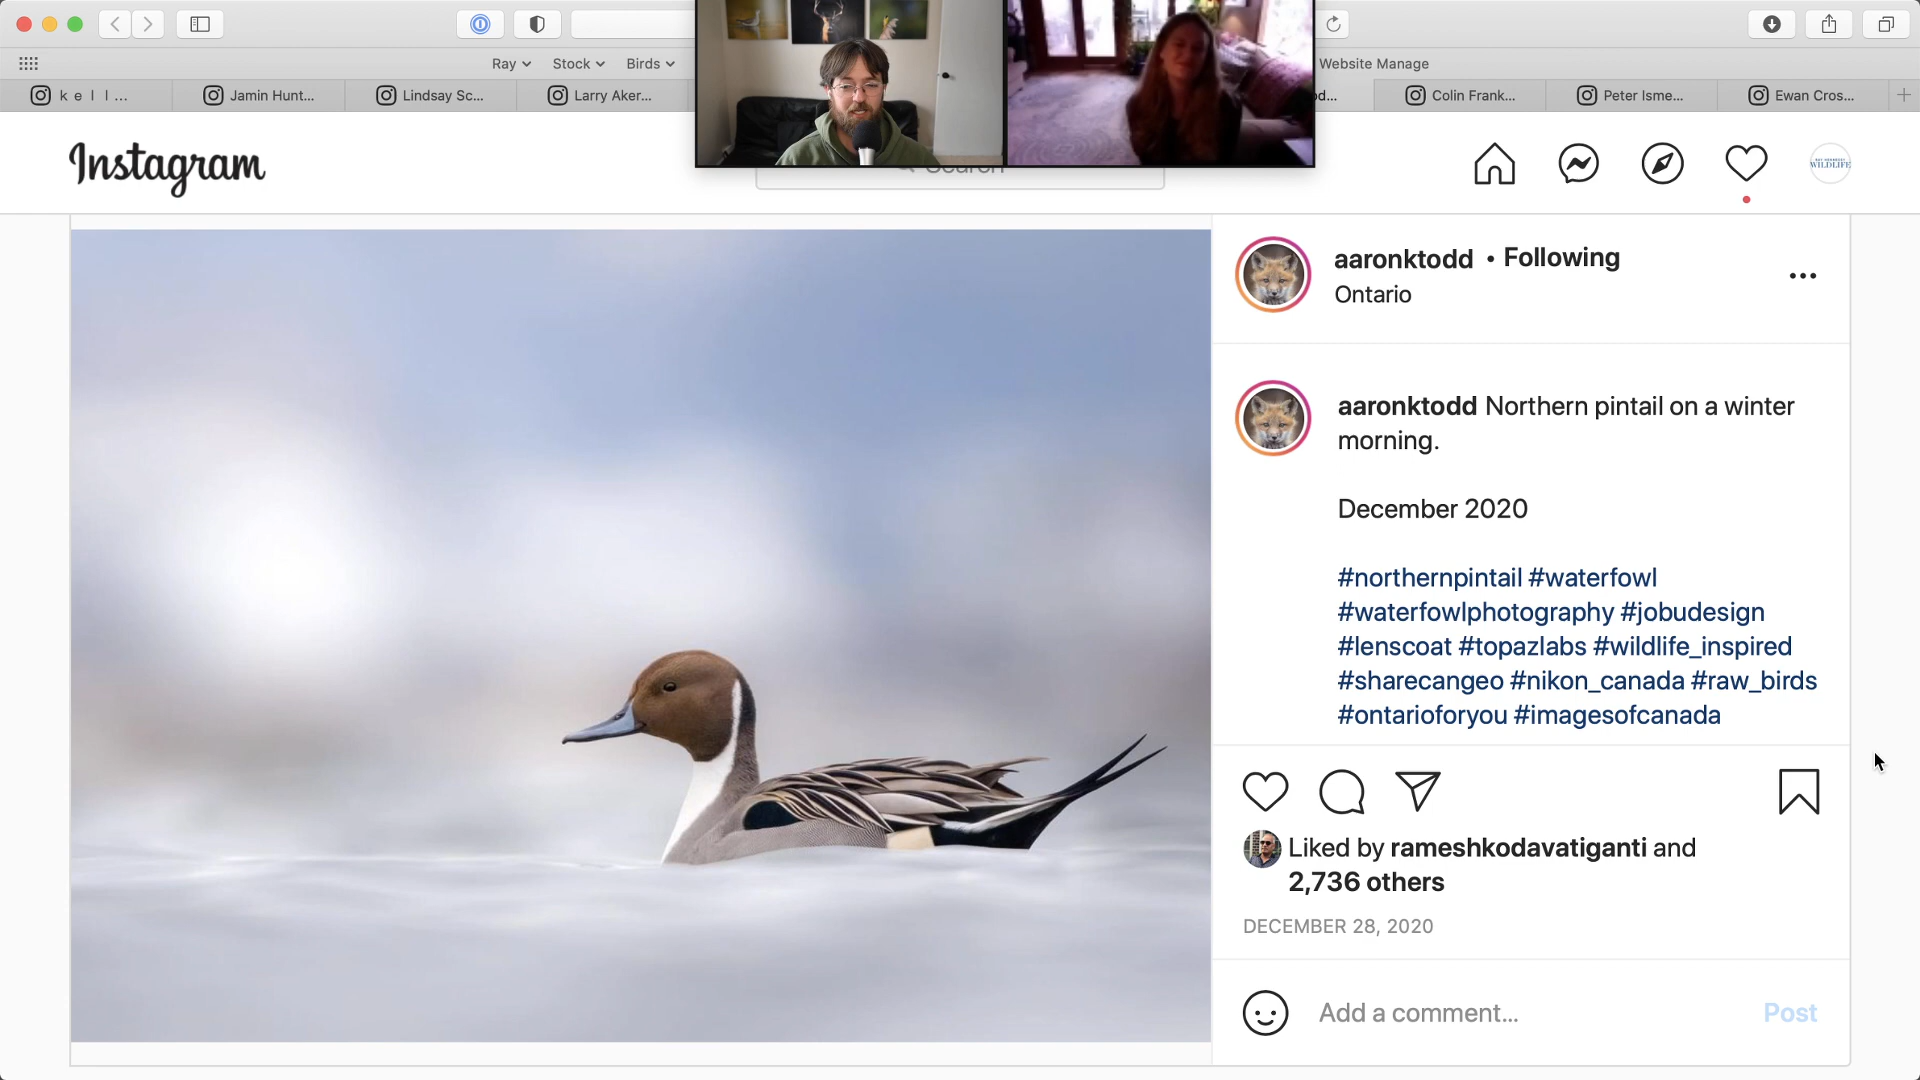 Ray
Stock
Birds
Website Manage
k e l l ...
Jamin Hunt...
Lindsay Sc...
Larry Aker...
Colin Frank...
Peter Isme...
Ewan Cros...
Instagram
Search
WILDLIFE
aaronktodd • Following
Ontario
aaronktodd Northern pintail on a winter
morning.
December 2020
#northernpintail #waterfowl
#waterfowlphotography #jobudesign
#lenscoat #topazlabs #wildlife_inspired
#sharecangeo #nikon_canada #raw_birds
#ontarioforyou #imagesofcanada
Liked by rameshkodavatiganti and
2,736 others
DECEMBER 28, 2020
Add a comment...
Post